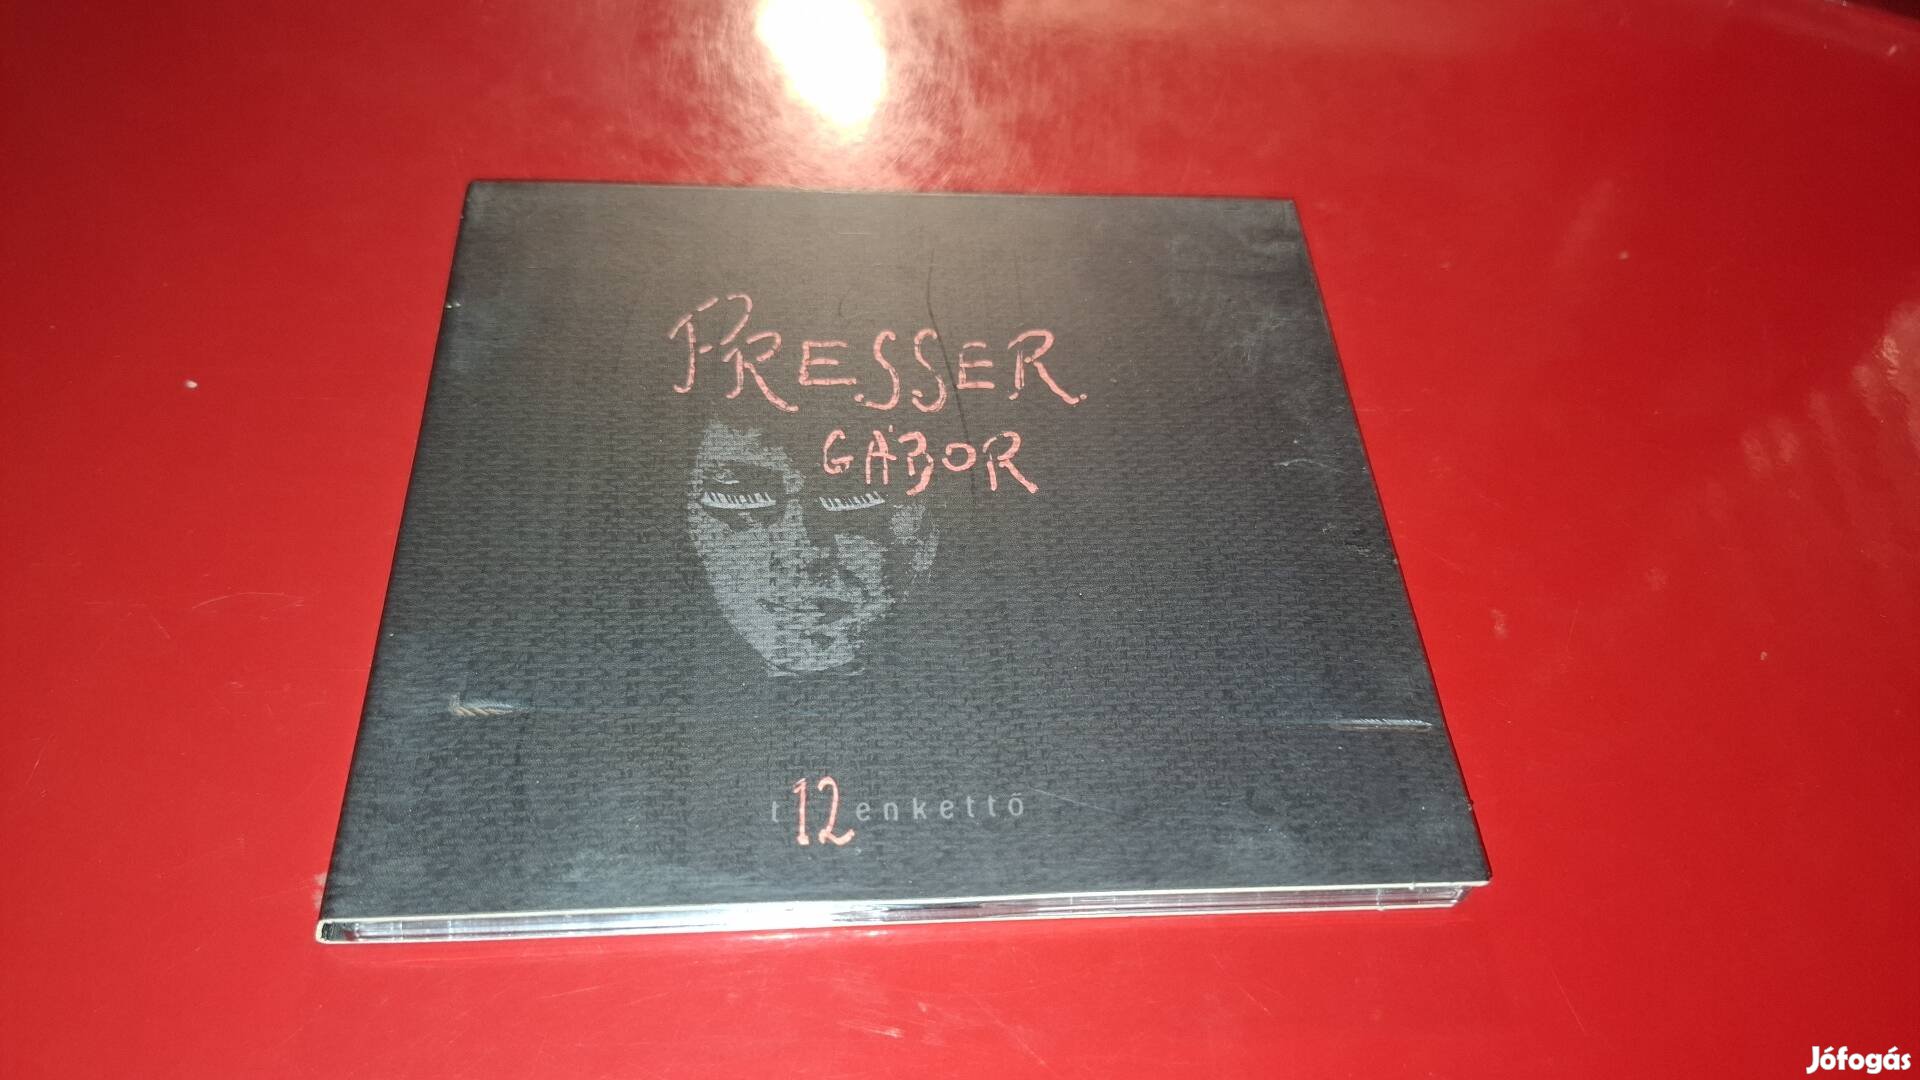 PRESSER
GÁBOR
t12enkettő
Jófogás